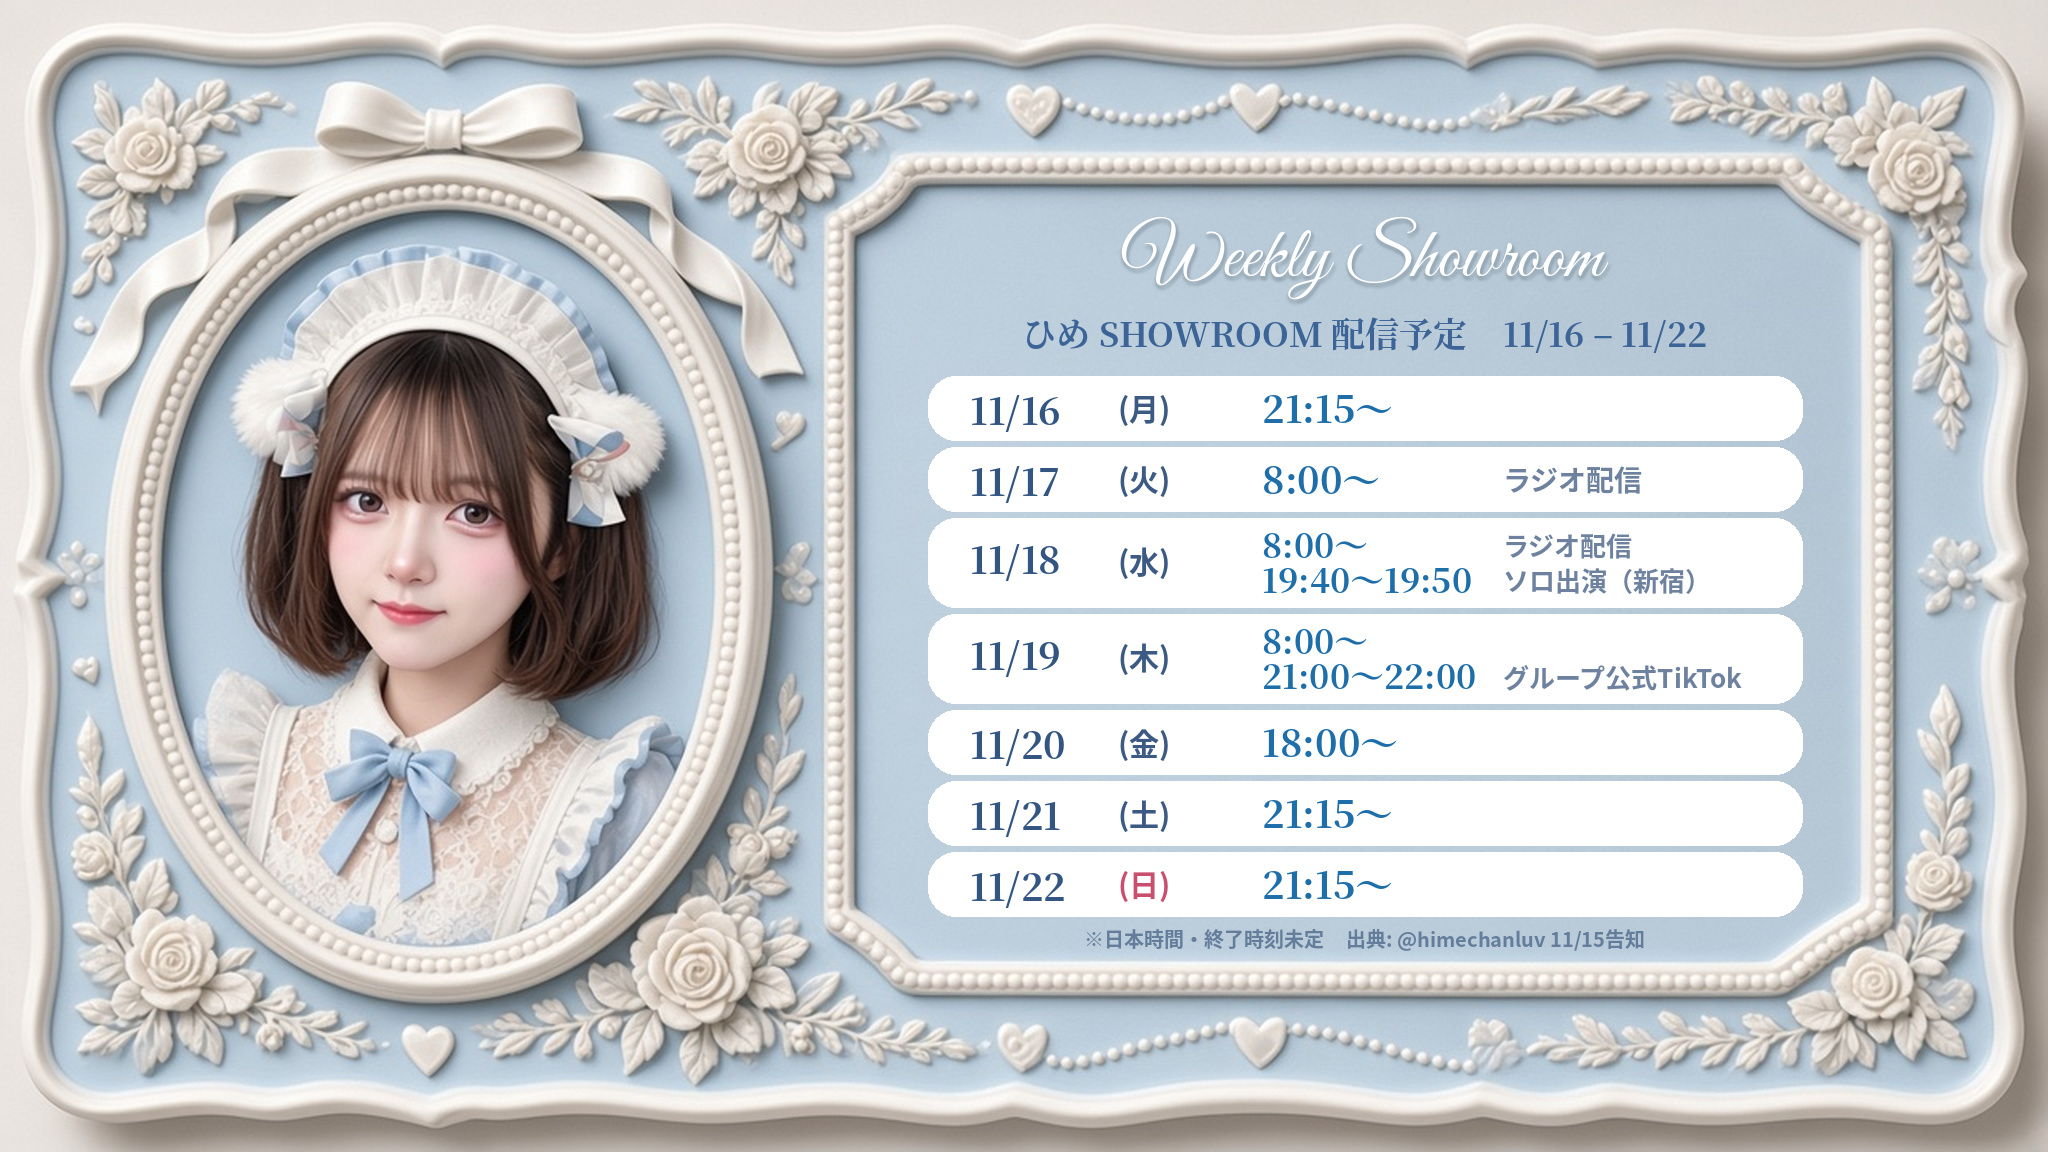 Weekly Showroom
ひめ SHOWROOM 配信予定　11/16 – 11/22
11/16 (月) 21:15〜
11/17 (火) 8:00〜 ラジオ配信
11/18 (水) 8:00〜 ラジオ配信
19:40〜19:50 ソロ出演（新宿）
11/19 (木) 8:00〜
21:00〜22:00 グループ公式TikTok
11/20 (金) 18:00〜
11/21 (土) 21:15〜
11/22 (日) 21:15〜
※日本時間・終了時刻未定　出典: @himechanluv 11/15告知